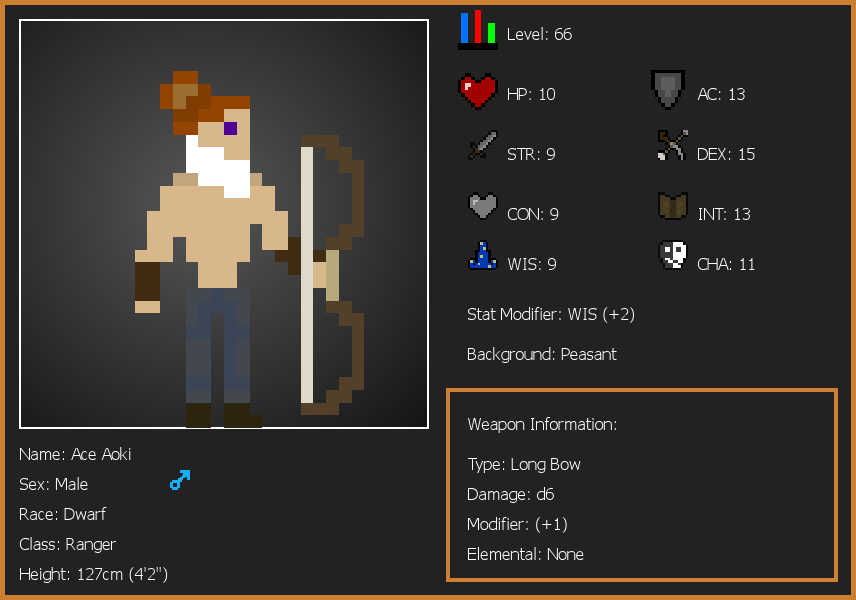 Level: 66
HP: 10
AC: 13
STR: 9
DEX: 15
CON: 9
INT: 13
WIS: 9
CHA: 11
Stat Modifier: WIS (+2)
Background: Peasant
Weapon Information:
Type: Long Bow
Damage: d6
Modifier: (+1)
Elemental: None
Name: Ace Aoki
Sex: Male
Race: Dwarf
Class: Ranger
Height: 127cm (4'2")